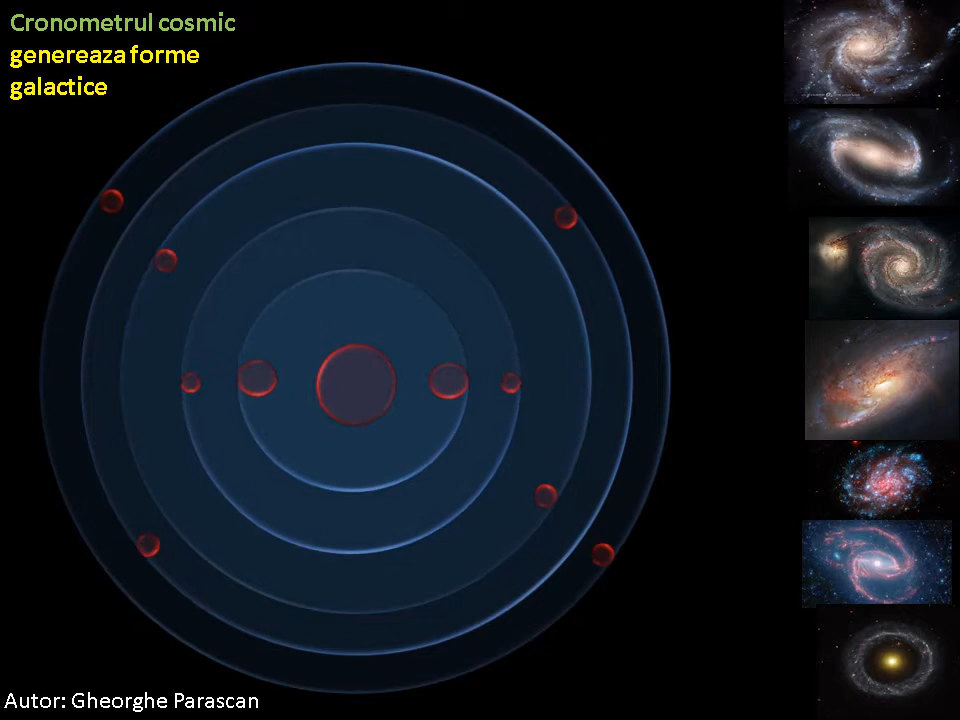 Cronometrul cosmic
genereaza forme
galactice
Autor: Gheorghe Parascan